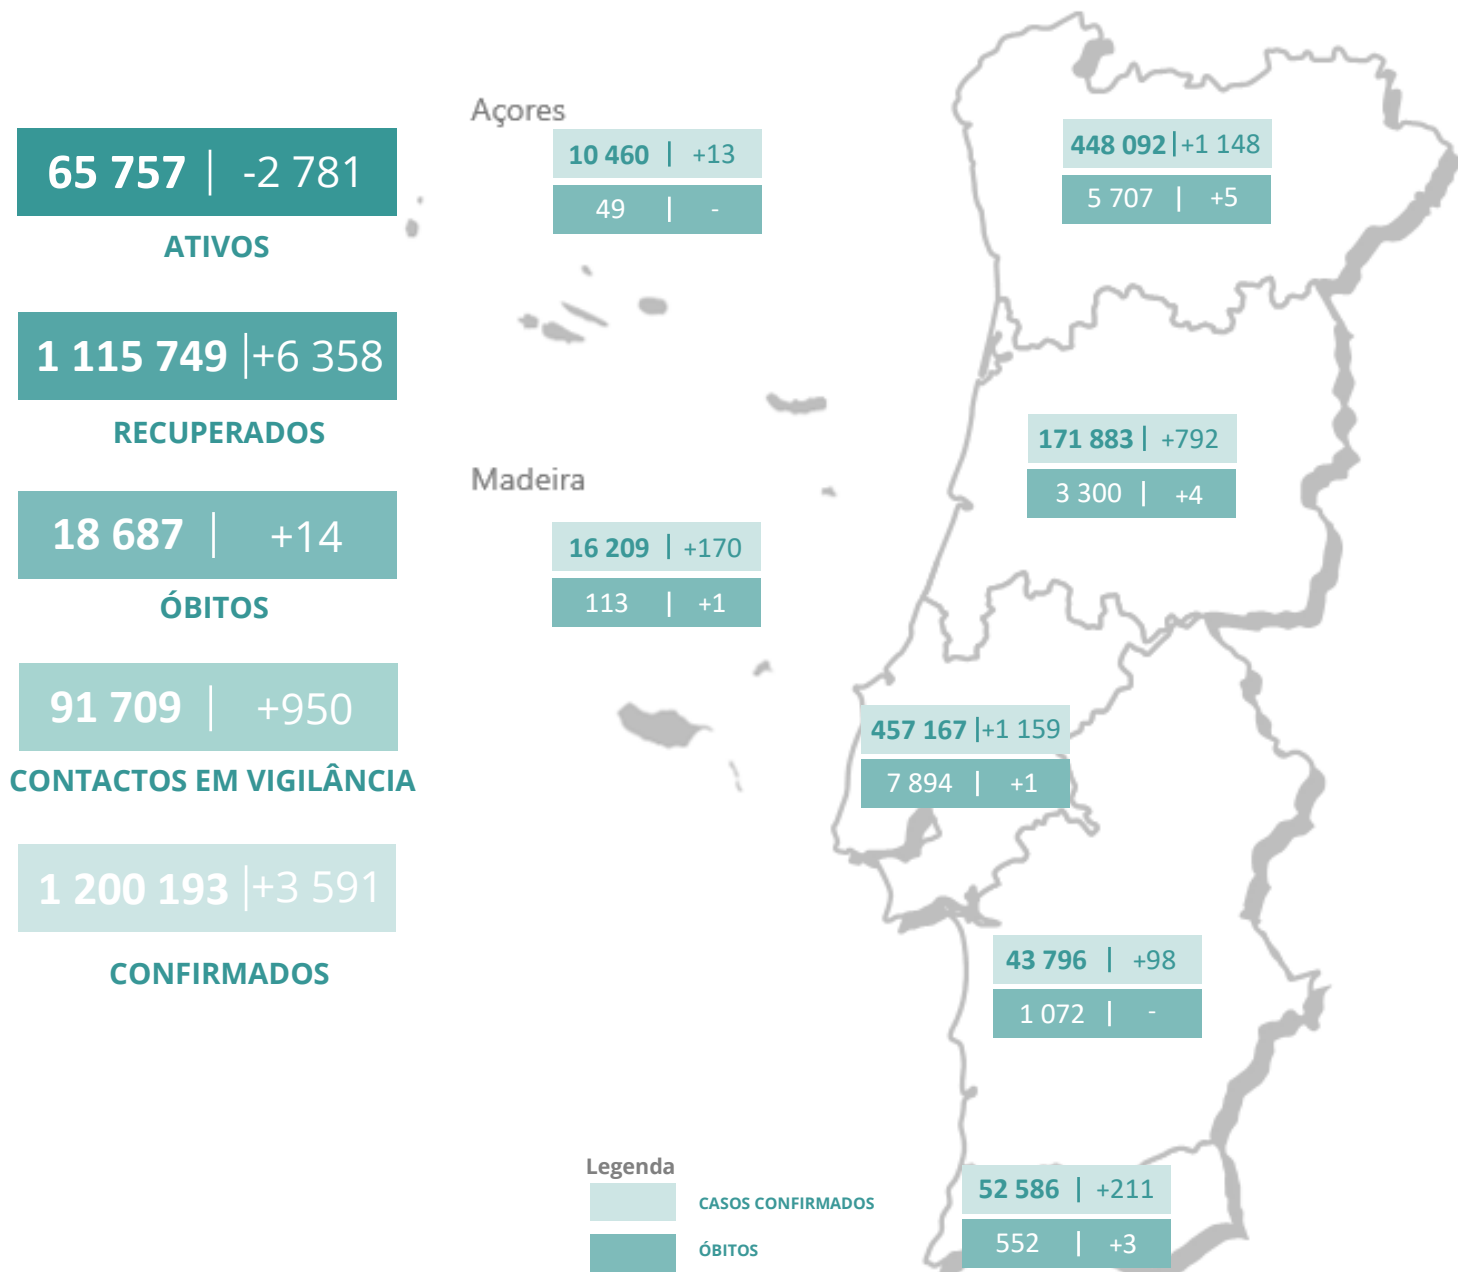 65 757 | -2 781
ATIVOS
1 115 749 | +6 358
RECUPERADOS
18 687 | +14
ÓBITOS
91 709 | +950
CONTACTOS EM VIGILÂNCIA
1 200 193 | +3 591
CONFIRMADOS
Açores
10 460 | +13
49 | -
Madeira
16 209 | +170
113 | +1
448 092 | +1 148
5 707 | +5
171 883 | +792
3 300 | +4
457 167 | +1 159
7 894 | +1
43 796 | +98
1 072 | -
52 586 | +211
552 | +3
Legenda
CASOS CONFIRMADOS
ÓBITOS